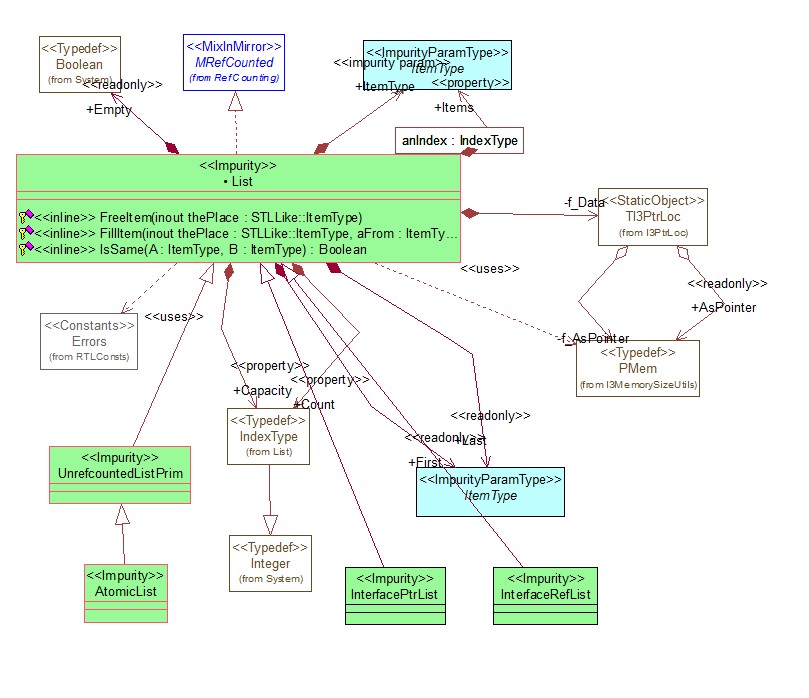 <<Typedef>>
Boolean
(from System)
<<readonly>>
+Empty
<<MixInMirror>>
MRefCounted
(from RefCounting)
<<ImpurityParamType>>
ItemType
<<impurity param>>
+ItemType
<<property>>
+Items
anIndex : IndexType
<<Impurity>>
• List
<<inline>> FreeItem(inout thePlace : STLLike::ItemType)
<<inline>> FillItem(inout thePlace : STLLike::ItemType, aFrom : ItemTy...
<<inline>> IsSame(A : ItemType, B : ItemType) : Boolean
-f_Data
<<StaticObject>>
Tl3PtrLoc
(from l3PtrLoc)
<<uses>>
<<readonly>>
+AsPointer
-f_AsPointer
<<Typedef>>
PMem
(from l3MemorySizeUtils)
<<Constants>>
Errors
(from RTLConsts)
<<uses>>
<<property>>
+Capacity
<<property>>
+Count
<<Typedef>>
IndexType
(from List)
<<readonly>>
+Last
<<readonly>>
+First
<<ImpurityParamType>>
ItemType
<<Impurity>>
UnrefcountedListPrim
<<Typedef>>
Integer
(from System)
<<Impurity>>
AtomicList
<<Impurity>>
InterfacePtrList
<<Impurity>>
InterfaceRefList